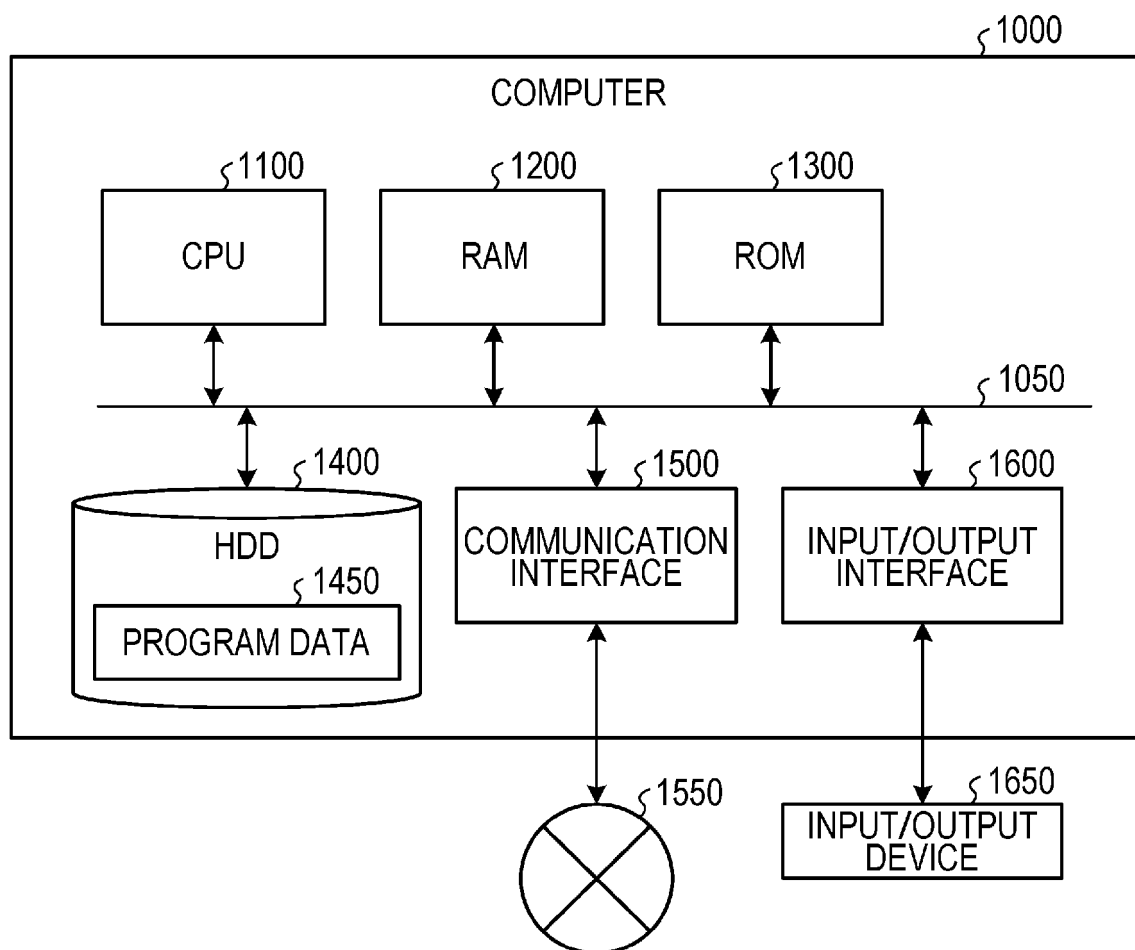 1000
COMPUTER
1100
1200
1300
CPU
RAM
ROM
1050
1400
1500
1600
HDD
COMMUNICATION
INTERFACE
INPUT/OUTPUT
INTERFACE
1450
PROGRAM DATA
1550
1650
INPUT/OUTPUT
DEVICE